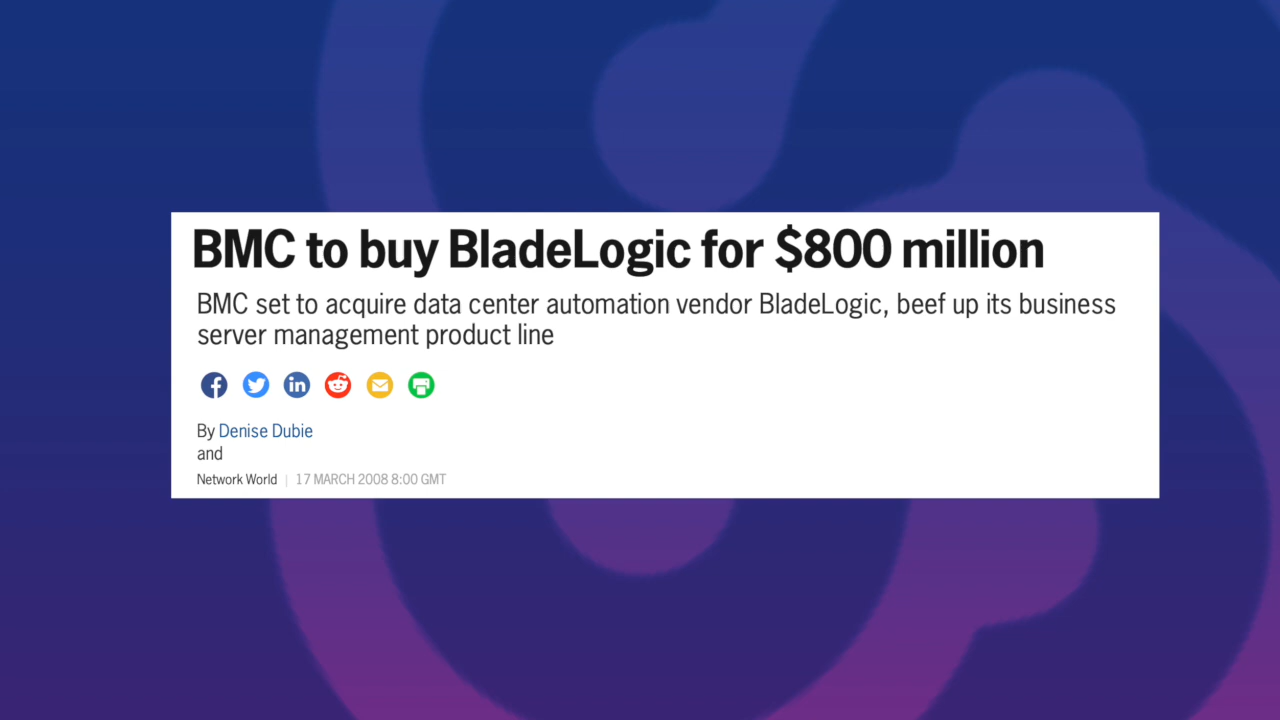 BMC to buy BladeLogic for $800 million
BMC set to acquire data center automation vendor BladeLogic, beef up its business
server management product line
By Denise Dubie
and
Network World | 17 MARCH 2008 8:00 GMT